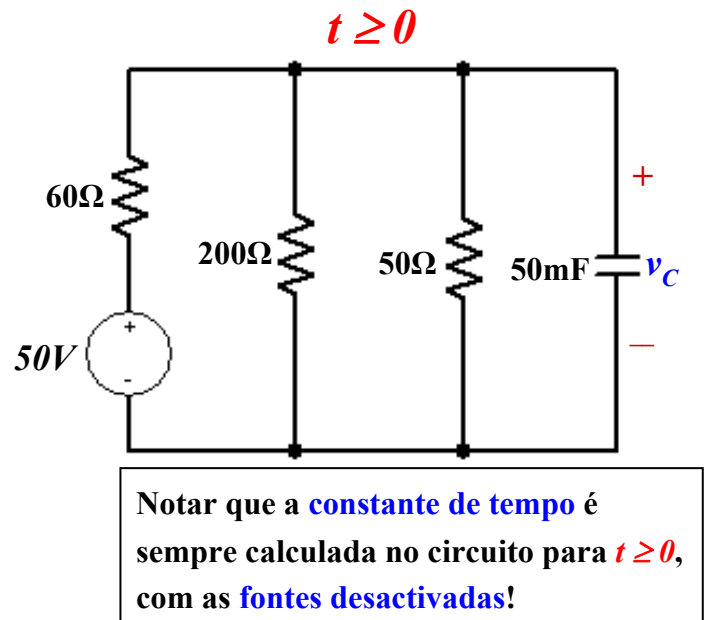 t ≥ 0
60Ω
200Ω
50Ω
50mF
+
v_C
—
50V
+
-
Notar que a constante de tempo é
sempre calculada no circuito para t ≥ 0,
com as fontes desactivadas!